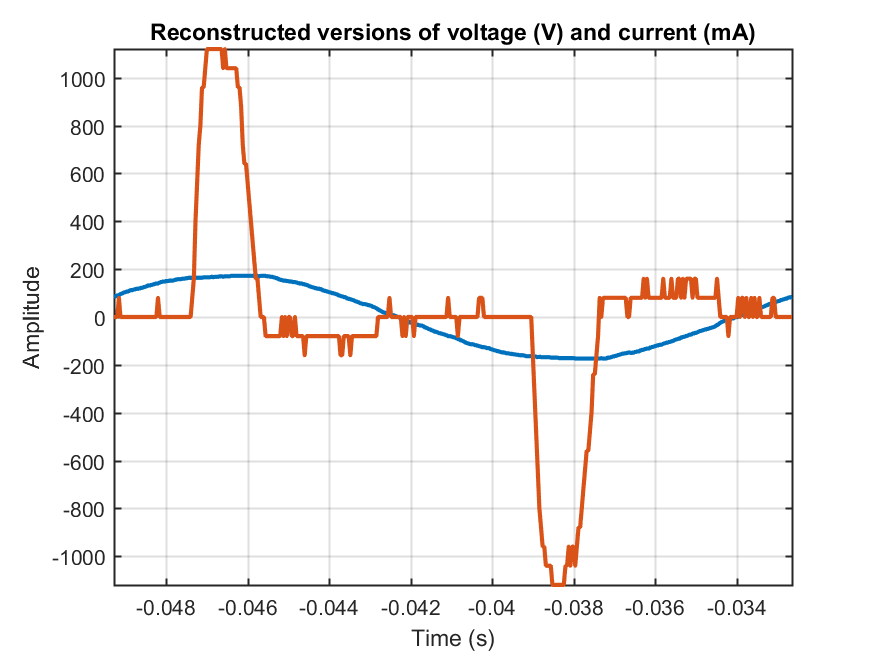 Reconstructed versions of voltage (V) and current (mA)
1000
800
600
400
200
0
-200
-400
-600
-800
-1000
Amplitude
-0.048 -0.046 -0.044 -0.042 -0.04 -0.038 -0.036 -0.034
Time (s)